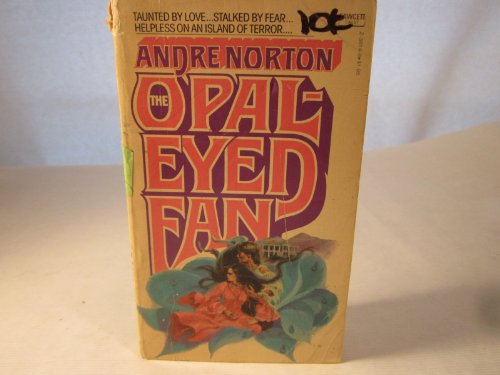 TAUNTED BY LOVE...STALKED BY FEAR...
HELPLESS ON AN ISLAND OF TERROR....
10¢
FAWCETT
ANDRE NORTON
THE
OPAL-
EYED
FAN